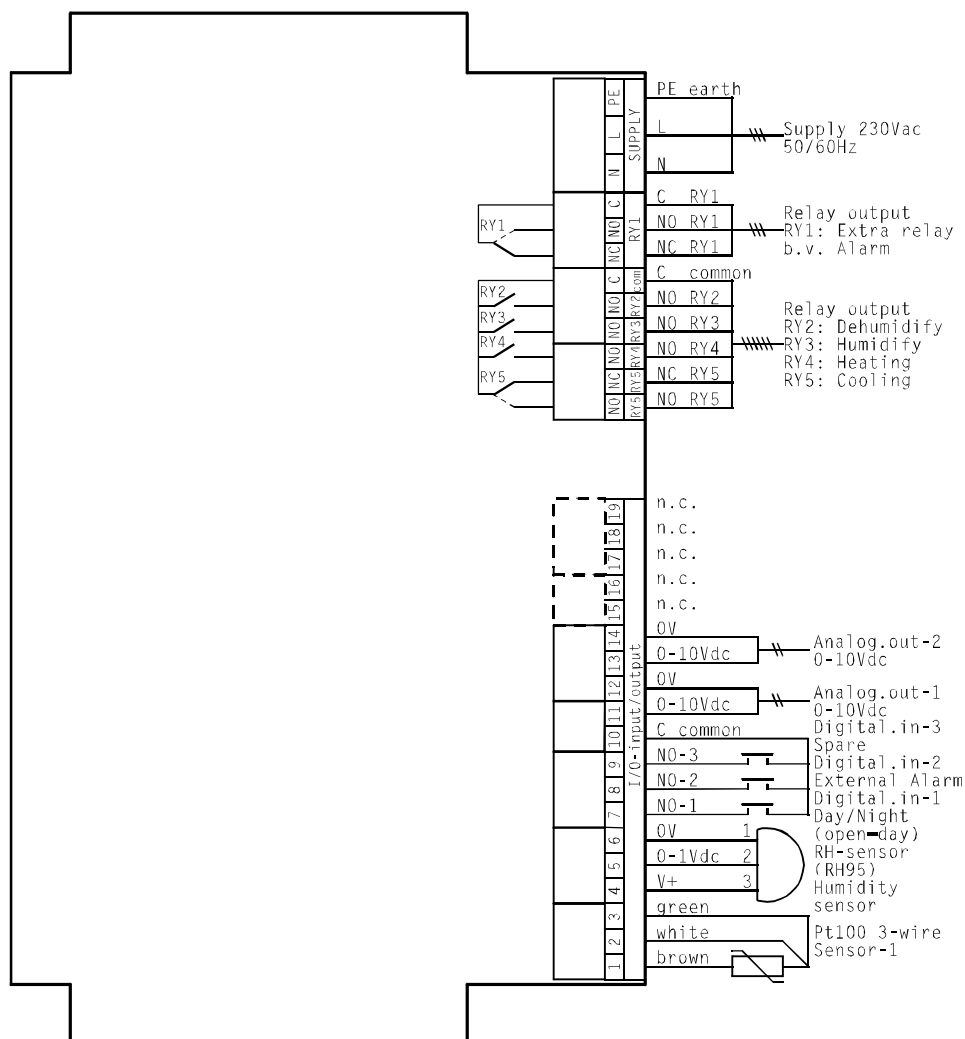 PE earth
L
N
Supply 230Vac
50/60Hz
PE
L
N
SUPPLY
C RY1
NO RY1
NC RY1
Relay output
RY1: Extra relay
b.v. Alarm
C
NO
NC
RY1
RY1
C common
NO RY2
NO RY3
NO RY4
NC RY5
NO RY5
Relay output
RY2: Dehumidify
RY3: Humidify
RY4: Heating
RY5: Cooling
C
NO
NO
NO
NC
NO
com
RY2
RY3
RY4
RY5
RY5
RY2
RY3
RY4
RY5
19
18
17
16
15
14
13
12
11
10
9
8
7
6
5
4
3
2
1
I/O-input/output
n.c.
n.c.
n.c.
n.c.
n.c.
0V
0-10Vdc
Analog.out-2
0-10Vdc
0V
0-10Vdc
Analog.out-1
0-10Vdc
C common
NO-3
NO-2
NO-1
Digital.in-3
Spare
Digital.in-2
External Alarm
Digital.in-1
Day/Night
(open=day)
0V 1
0-1Vdc 2
V+ 3
RH-sensor
(RH95)
Humidity
sensor
green
white
brown
Pt100 3-wire
Sensor-1